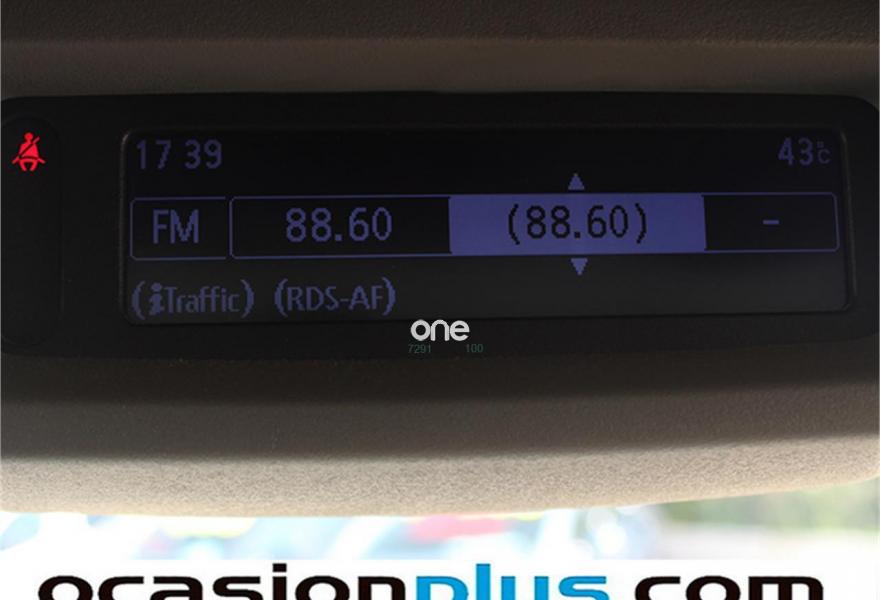 17 39 43°C
FM 88.60 (88.60) -
(iTraffic) (RDS-AF)
one
7291 100
ocasionplus.com